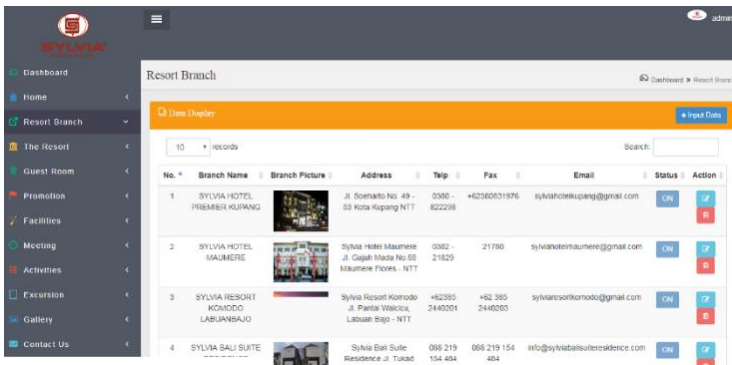 SYLVIA
admin
Dashboard
Home
Resort Branch
The Resort
Guest Room
Promotion
Facilities
Meeting
Activities
Excursion
Gallery
Contact Us
Resort Branch
Dashboard » Resort Branc
Data Display
+ Input Data
10 records
Search:
No. Branch Name Branch Picture Address Telp Fax Email Status Action
1 SYLVIA HOTEL PREMIER KUPANG
Jl. Soeharto No. 49 -
53 Kota Kupang NTT
0380 -
822298
+62380831976
sylviahotelkupang@gmail.com
ON
2 SYLVIA HOTEL MAUMERE
Sylvia Hotel Maumere
Jl. Gajah Mada No.88
Maumere Flores - NTT
0382 -
21829
21780
sylviahotelmaumere@gmail.com
ON
3 SYLVIA RESORT KOMODO LABUANBAJO
Sylvia Resort Komodo
Jl. Pantai Waicicu,
Labuan Bajo - NTT
+62385
2440201
+62 385
2440203
sylviaresortkomodo@gmail.com
ON
4 SYLVIA BALI SUITE
Sylvia Bali Suite
Residence Jl. Tukad
088 219
154 484
088 219 154
484
info@sylviabalisuiteresidence.com
ON